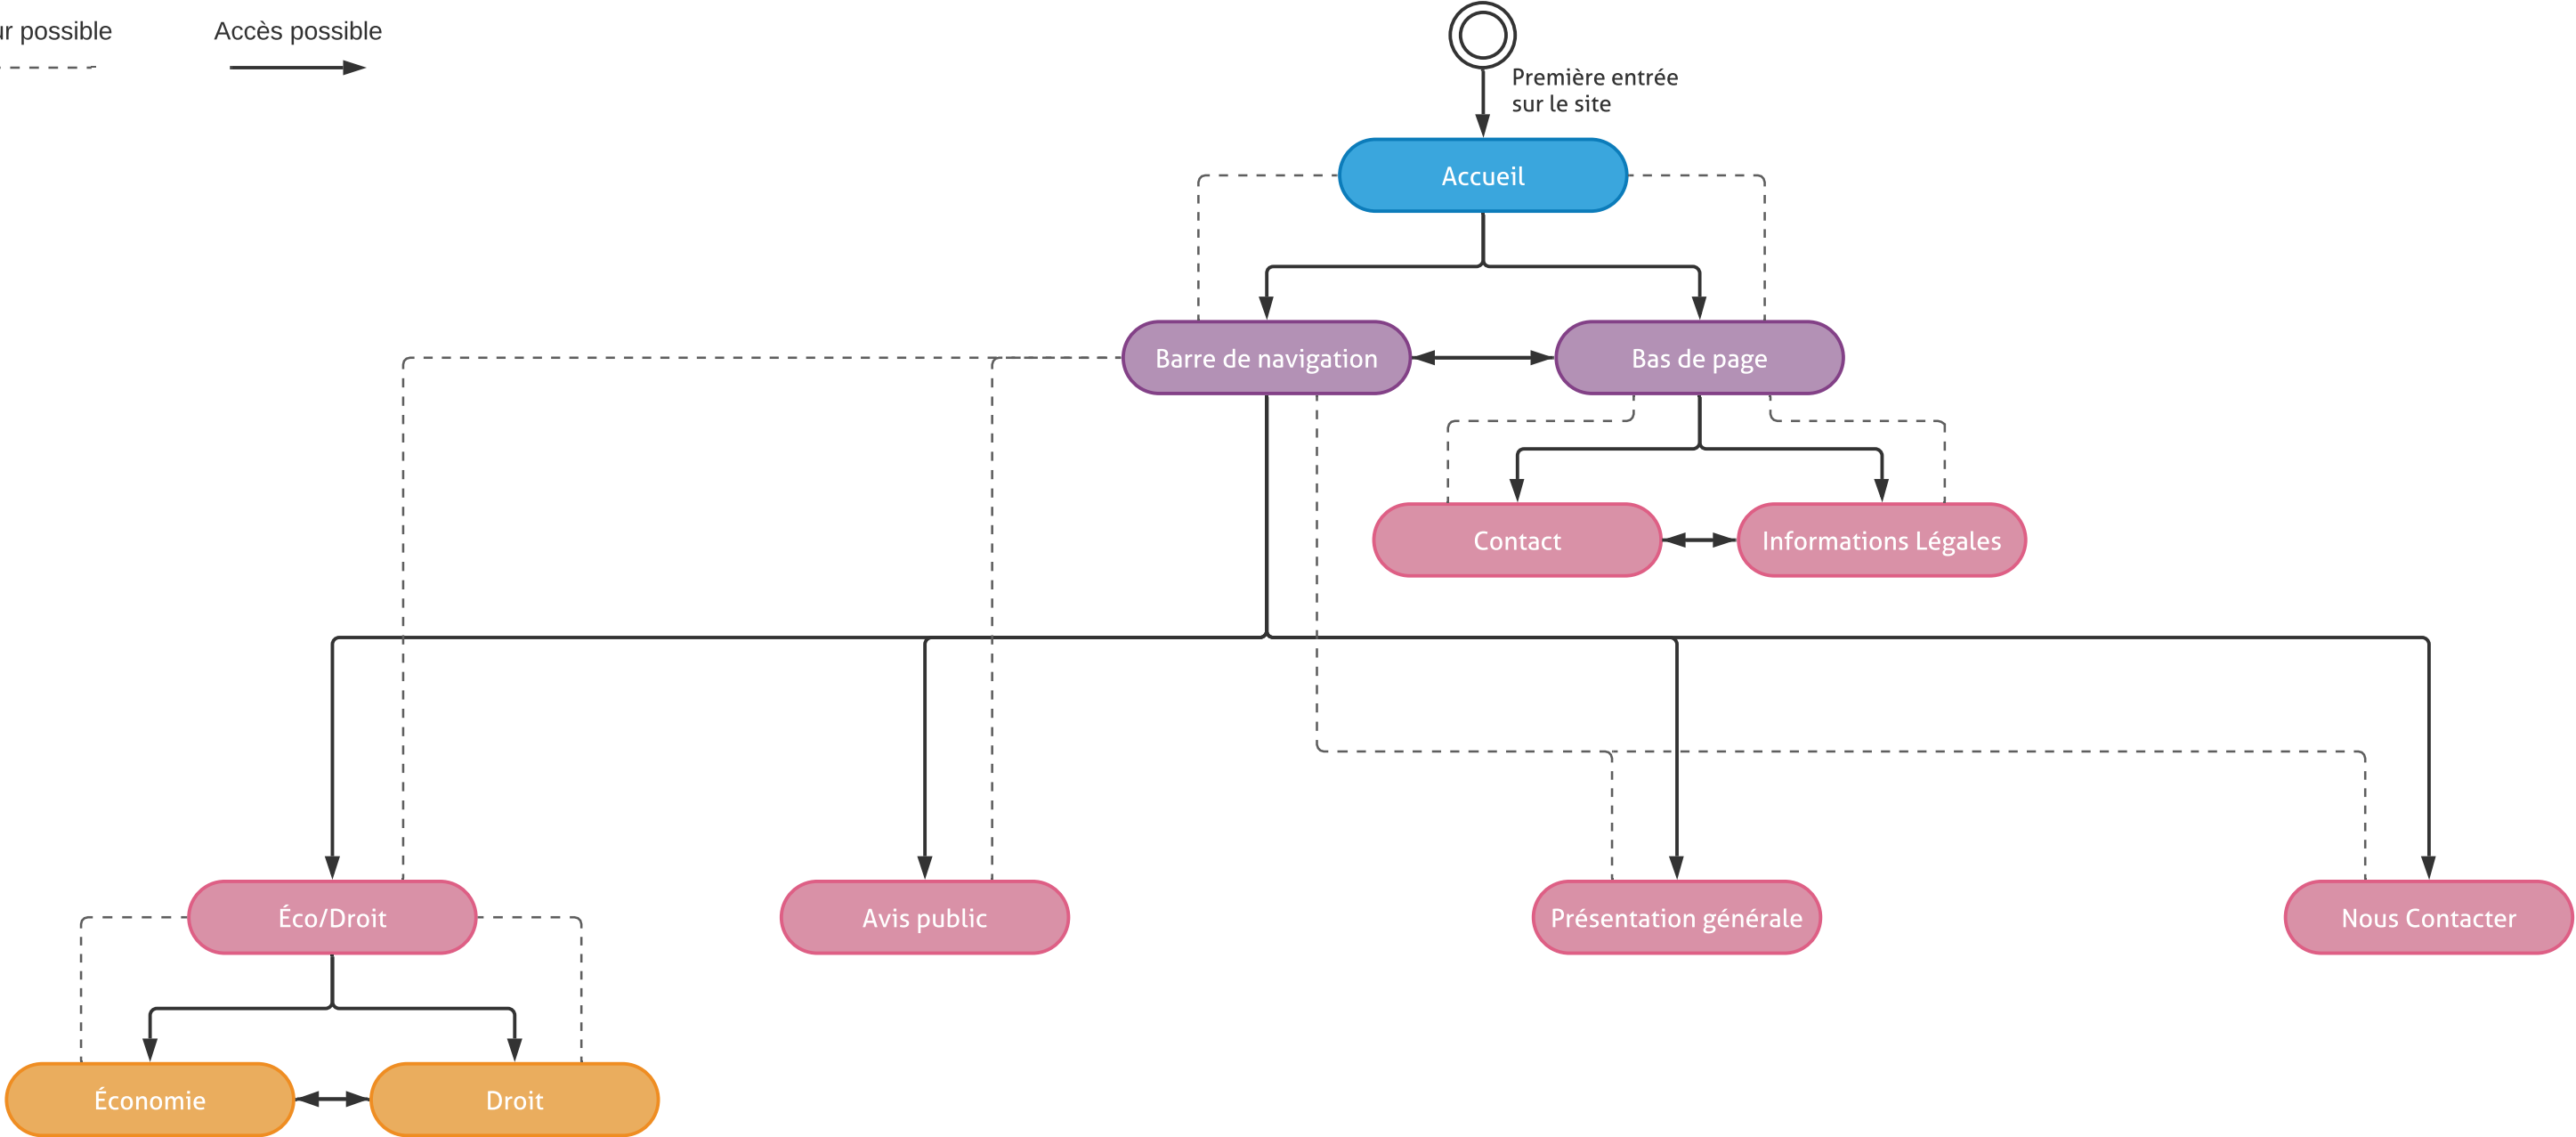 possible
Accès possible
Première entrée
sur le site
Accueil
Barre de navigation
Bas de page
Contact
Informations Légales
Éco/Droit
Avis public
Présentation générale
Nous Contacter
Économie
Droit